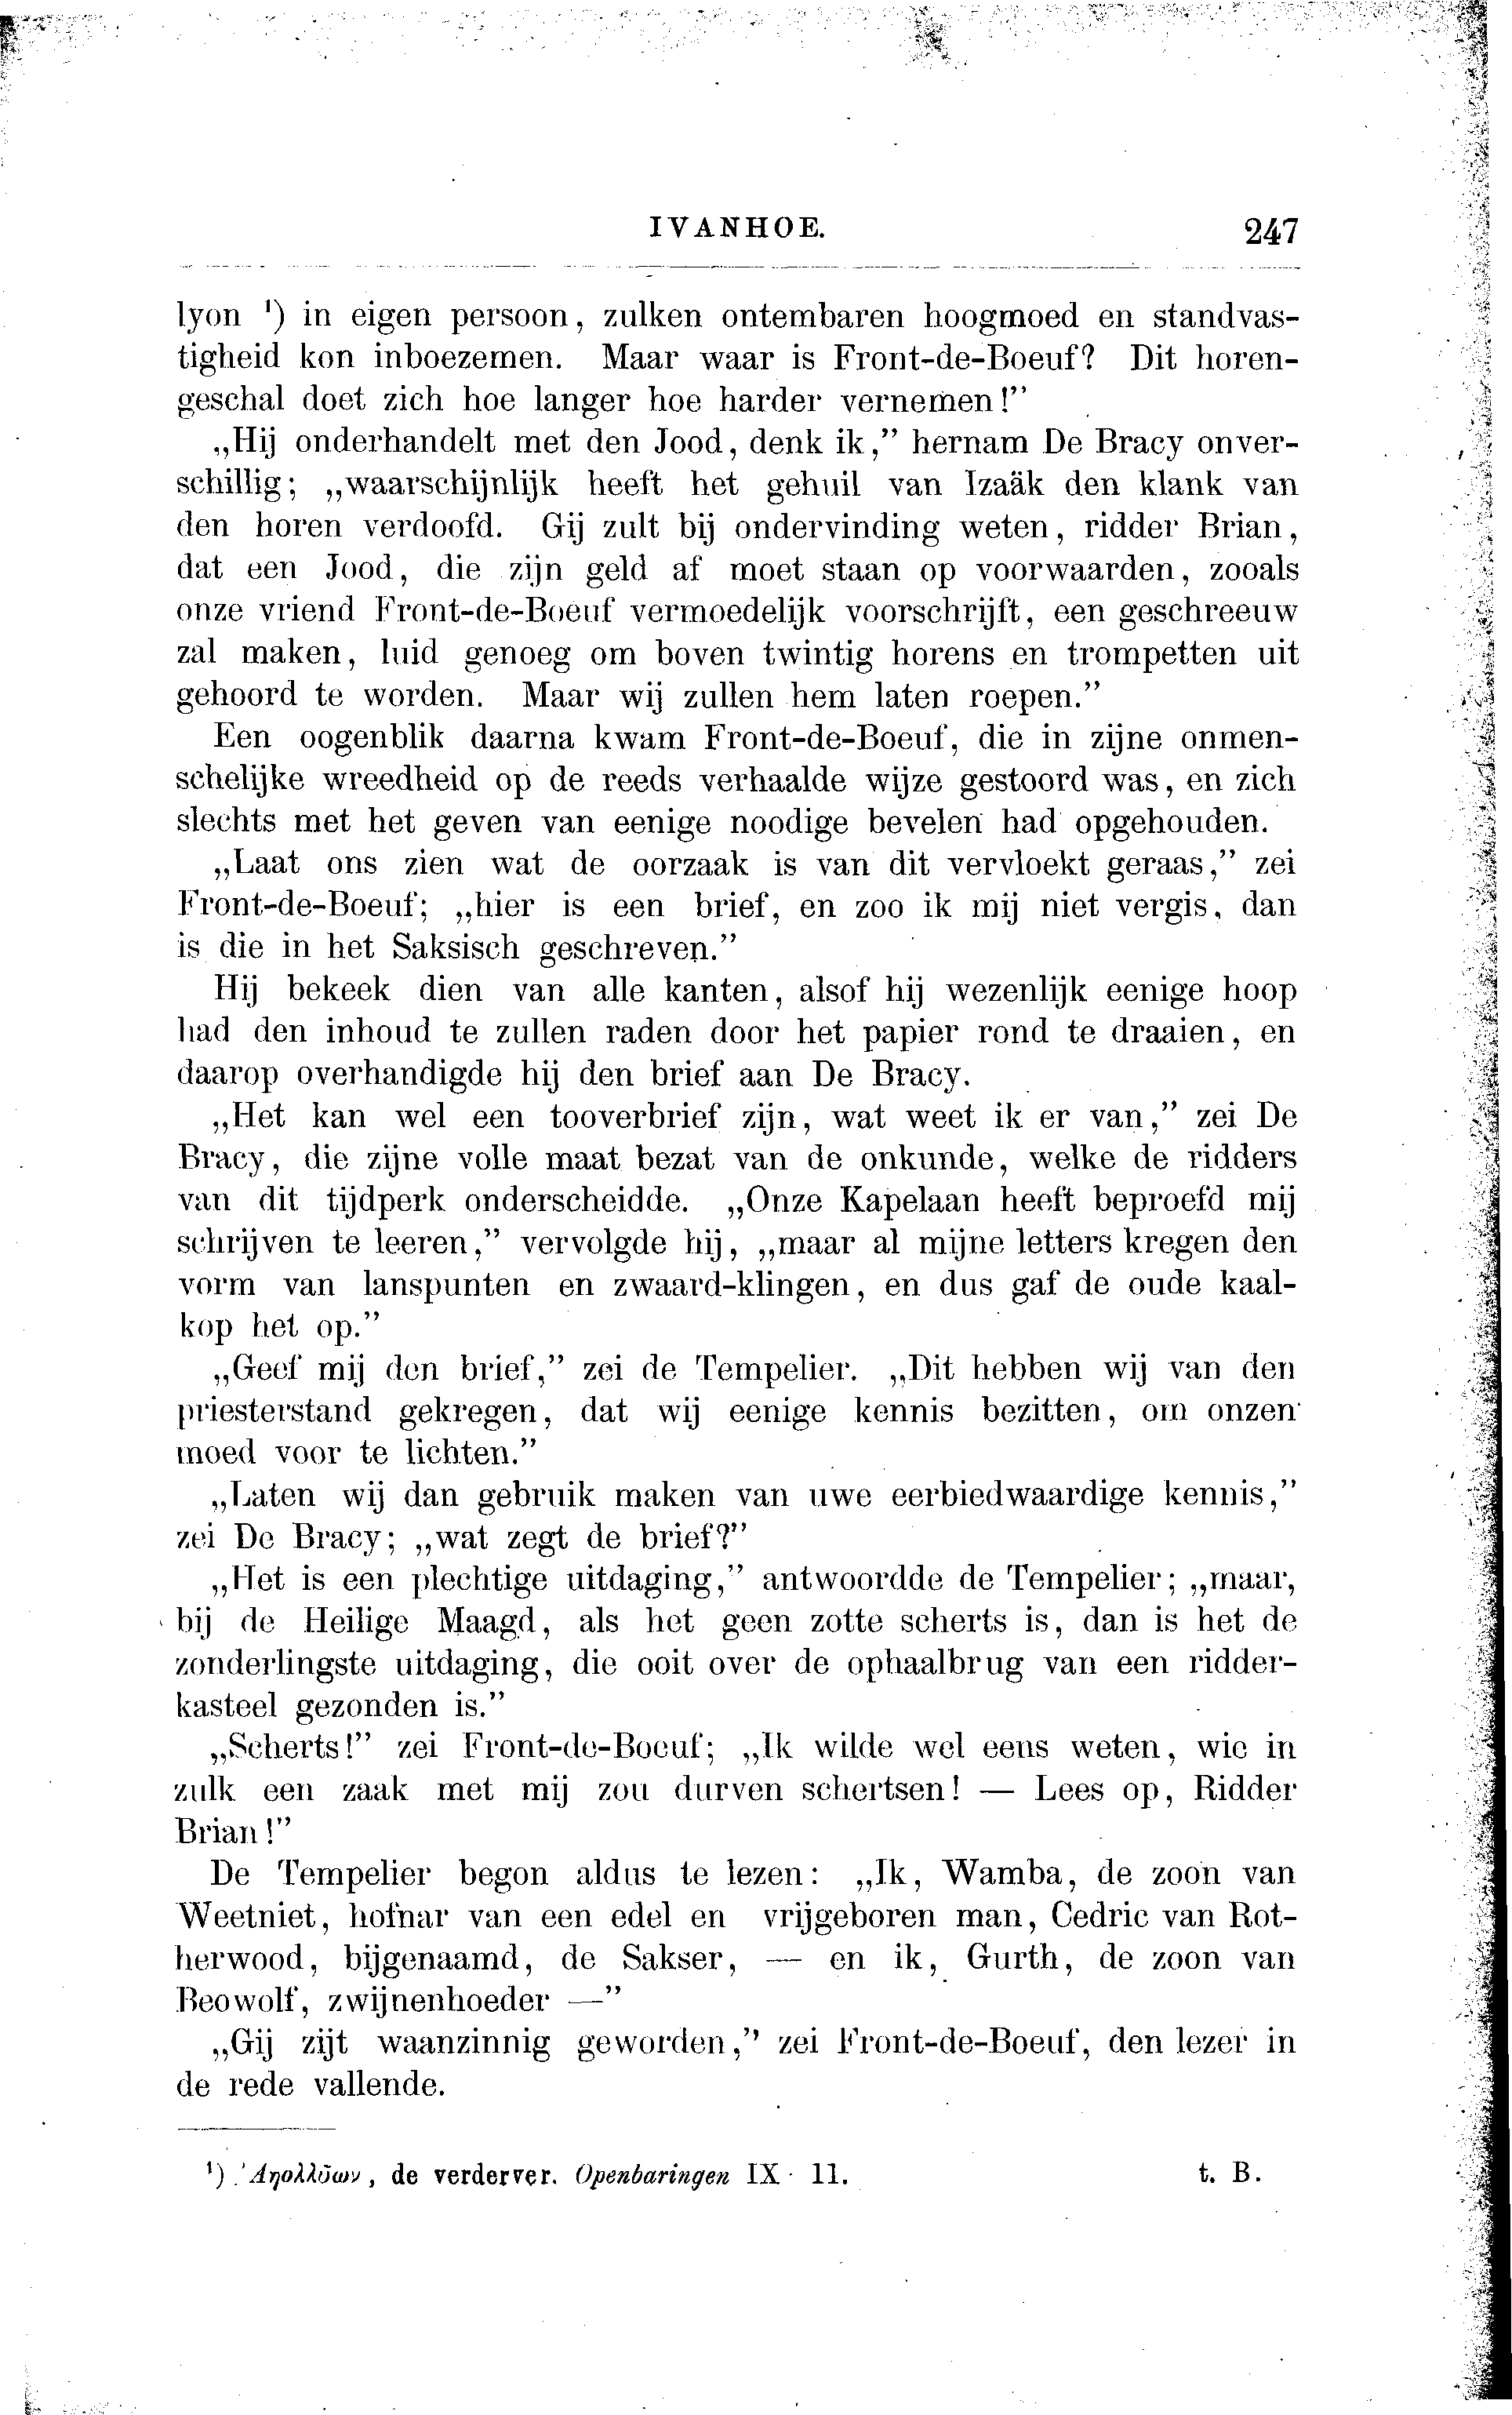 IVANHOE. 247
lyon ¹) in eigen persoon, zulken ontembaren hoogmoed en standvas-
tigheid kon inboezemen. Maar waar is Front-de-Boeuf? Dit horen-
geschal doet zich hoe langer hoe harder vernemen!”
„Hij onderhandelt met den Jood, denk ik,” hernam De Bracy onver-
schillig; „waarschijnlijk heeft het gehuil van Izaäk den klank van
den horen verdoofd. Gij zult bij ondervinding weten, ridder Brian,
dat een Jood, die zijn geld af moet staan op voorwaarden, zooals
onze vriend Front-de-Boeuf vermoedelijk voorschrijft, een geschreeuw
zal maken, luid genoeg om boven twintig horens en trompetten uit
gehoord te worden. Maar wij zullen hem laten roepen.”
Een oogenblik daarna kwam Front-de-Boeuf, die in zijne onmen-
schelijke wreedheid op de reeds verhaalde wijze gestoord was, en zich
slechts met het geven van eenige noodige bevelen had opgehouden.
„Laat ons zien wat de oorzaak is van dit vervloekt geraas,” zei
Front-de-Boeuf; „hier is een brief, en zoo ik mij niet vergis, dan
is die in het Saksisch geschreven.”
Hij bekeek dien van alle kanten, alsof hij wezenlijk eenige hoop
had den inhoud te zullen raden door het papier rond te draaien, en
daarop overhandigde hij den brief aan De Bracy.
„Het kan wel een tooverbrief zijn, wat weet ik er van,” zei De
Bracy, die zijne volle maat bezat van de onkunde, welke de ridders
van dit tijdperk onderscheidde. „Onze Kapelaan heeft beproefd mij
schrijven te leeren,” vervolgde hij, „maar al mijne letters kregen den
vorm van lanspunten en zwaard-klingen, en dus gaf de oude kaal-
kop het op.”
„Geef mij den brief,” zei de Tempelier. „Dit hebben wij van den
priesterstand gekregen, dat wij eenige kennis bezitten, om onzen
moed voor te lichten.”
„Laten wij dan gebruik maken van uwe eerbiedwaardige kennis,”
zei De Bracy; „wat zegt de brief?”
„Het is een plechtige uitdaging,” antwoordde de Tempelier; „maar,
bij de Heilige Maagd, als het geen zotte scherts is, dan is het de
zonderlingste uitdaging, die ooit over de ophaalbrug van een ridder-
kasteel gezonden is.”
„Scherts!” zei Front-de-Boeuf; „Ik wilde wel eens weten, wie in
zulk een zaak met mij zou durven schertsen! — Lees op, Ridder
Brian!”
De Tempelier begon aldus te lezen: „Ik, Wamba, de zoon van
Weetniet, hofnar van een edel en vrijgeboren man, Cedric van Rot-
herwood, bijgenaamd, de Sakser, — en ik, Gurth, de zoon van
Beowolf, zwijnenhoeder —”
„Gij zijt waanzinnig geworden,” zei Front-de-Boeuf, den lezer in
de rede vallende.
¹) Ἀηολλῦων, de verderver. Openbaringen IX · 11. t. B.